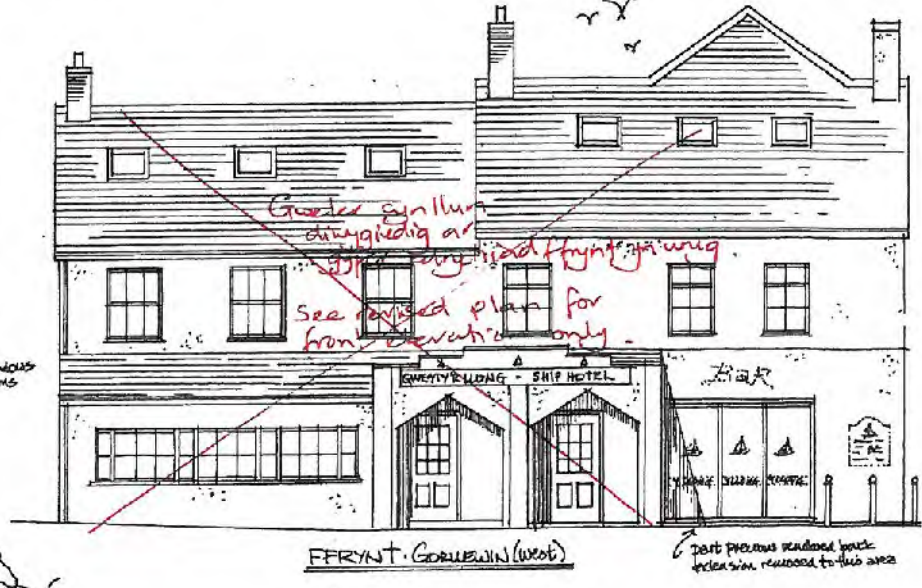 Gweler gynllun
diwygiedig ar
gyfer ffrynt yn unig.
See revised plan for
front elevation only.
GWESTY'R LLONG - SHIP HOTEL
BAR
FFRYNT·GORLLEWIN (WEST)
part previous rendered back
extension removed to this area